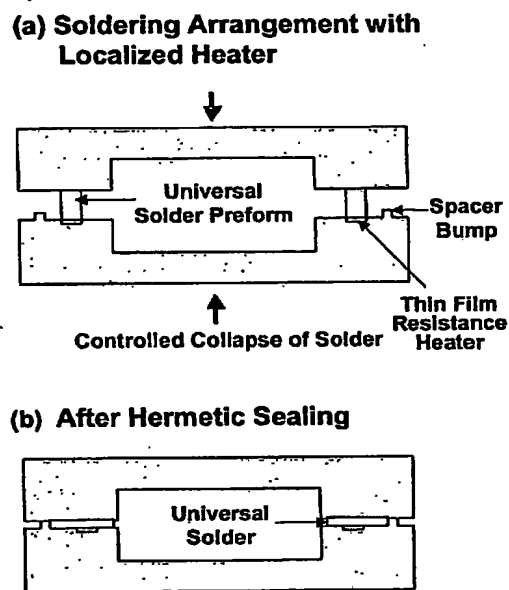 (a) Soldering Arrangement with
Localized Heater
Universal
Solder Preform
Spacer
Bump
Thin Film
Resistance
Heater
Controlled Collapse of Solder
(b) After Hermetic Sealing
Universal
Solder